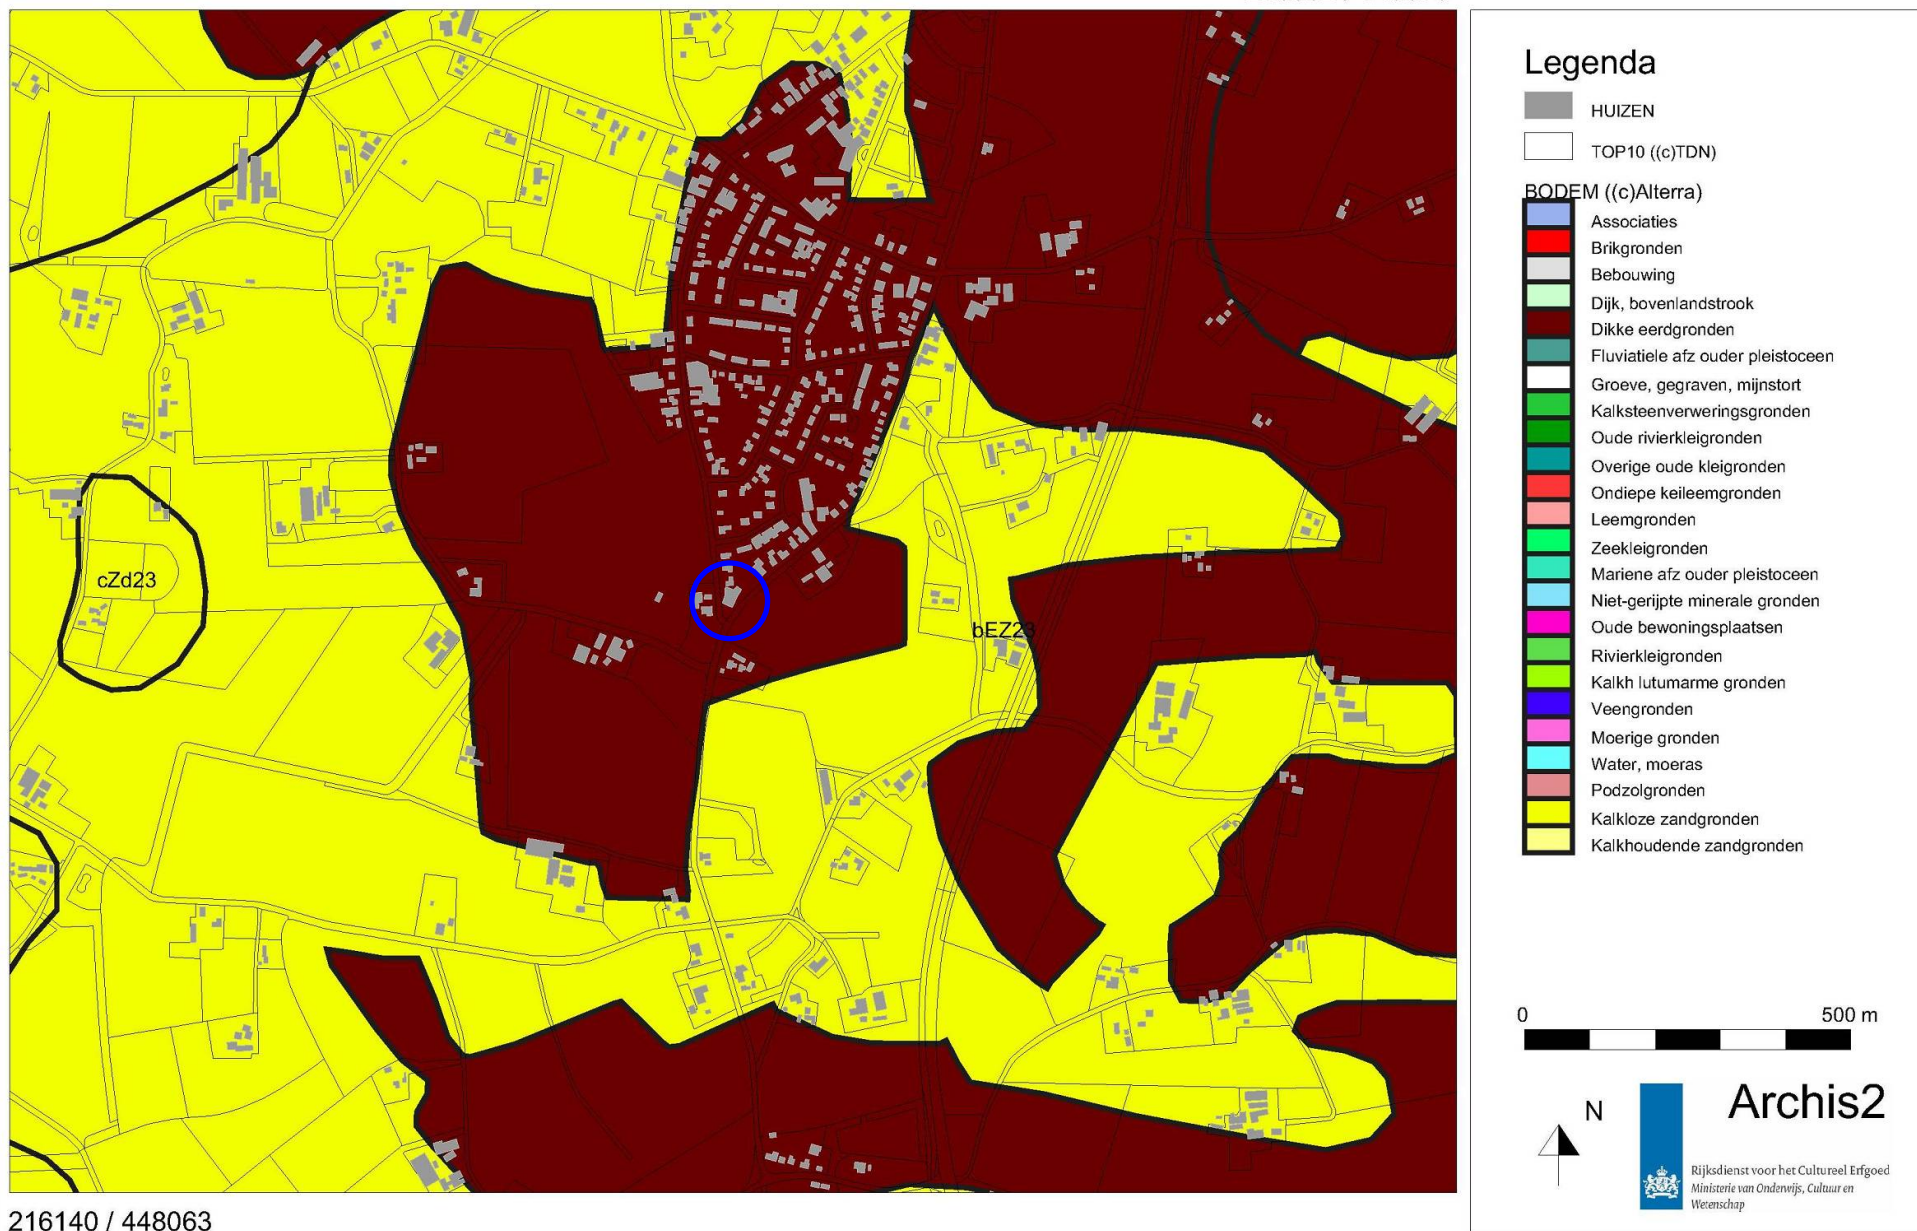 Legenda
HUIZEN
TOP10 ((c)TDN)
BODEM ((c)Alterra)
Associaties
Brikgronden
Bebouwing
Dijk, bovenlandstrook
Dikke eerdgronden
Fluviatiele afz ouder pleistoceen
Groeve, gegraven, mijnstort
Kalksteenverweringsgronden
Oude rivierkleigronden
Overige oude kleigronden
Ondiepe keileemgronden
Leemgronden
Zeekleigronden
Mariene afz ouder pleistoceen
Niet-gerijpte minerale gronden
Oude bewoningsplaatsen
Rivierkleigronden
Kalkh lutumarme gronden
Veengronden
Moerige gronden
Water, moeras
Podzolgronden
Kalkloze zandgronden
Kalkhoudende zandgronden
cZd23
bEZ23
0 500 m
N
Archis2
Rijksdienst voor het Cultureel Erfgoed
Ministerie van Onderwijs, Cultuur en
Wetenschap
216140 / 448063